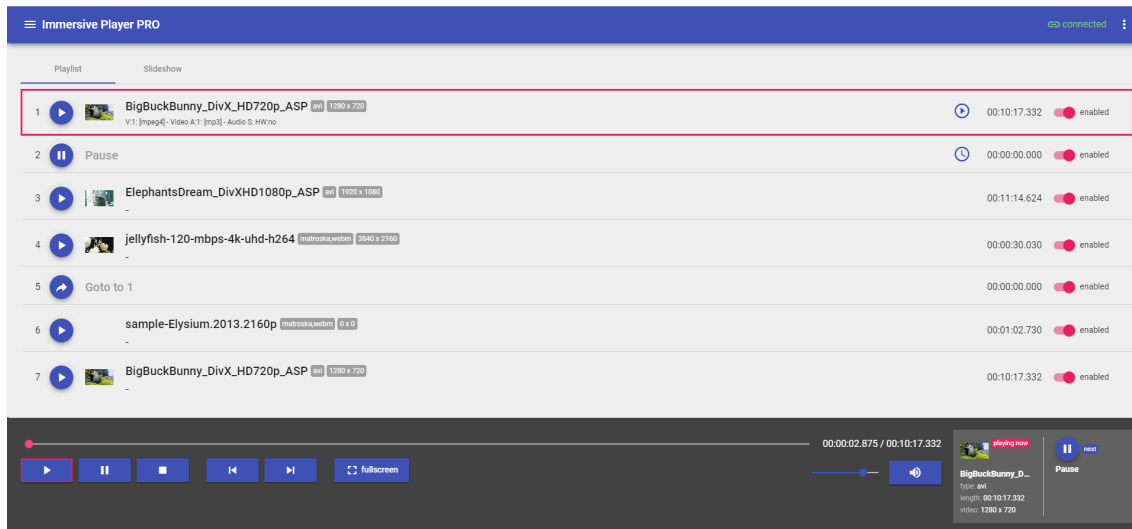 Immersive Player PRO
connected
Playlist
Slideshow
1
BigBuckBunny_DivX_HD720p_ASP avi 1280 x 720
V:1: [mpeg4] - Video A:1: [mp3] - Audio S: HW:no
00:10:17.332
enabled
2
Pause
00:00:00.000
enabled
3
ElephantsDream_DivXHD1080p_ASP avi 1920 x 1080
-
00:11:14.624
enabled
4
jellyfish-120-mbps-4k-uhd-h264 matroska,webm 3840 x 2160
-
00:00:30.030
enabled
5
Goto to 1
00:00:00.000
enabled
6
sample-Elysium.2013.2160p matroska,webm 0 x 0
-
00:01:02.730
enabled
7
BigBuckBunny_DivX_HD720p_ASP avi 1280 x 720
-
00:10:17.332
enabled
00:00:02.875 / 00:10:17.332
fullscreen
playing now
BigBuckBunny_D...
type: avi
length: 00:10:17.332
video: 1280 x 720
next
Pause